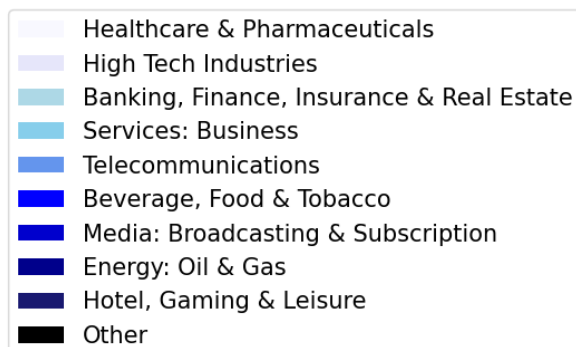 Healthcare & Pharmaceuticals
High Tech Industries
Banking, Finance, Insurance & Real Estate
Services: Business
Telecommunications
Beverage, Food & Tobacco
Media: Broadcasting & Subscription
Energy: Oil & Gas
Hotel, Gaming & Leisure
Other